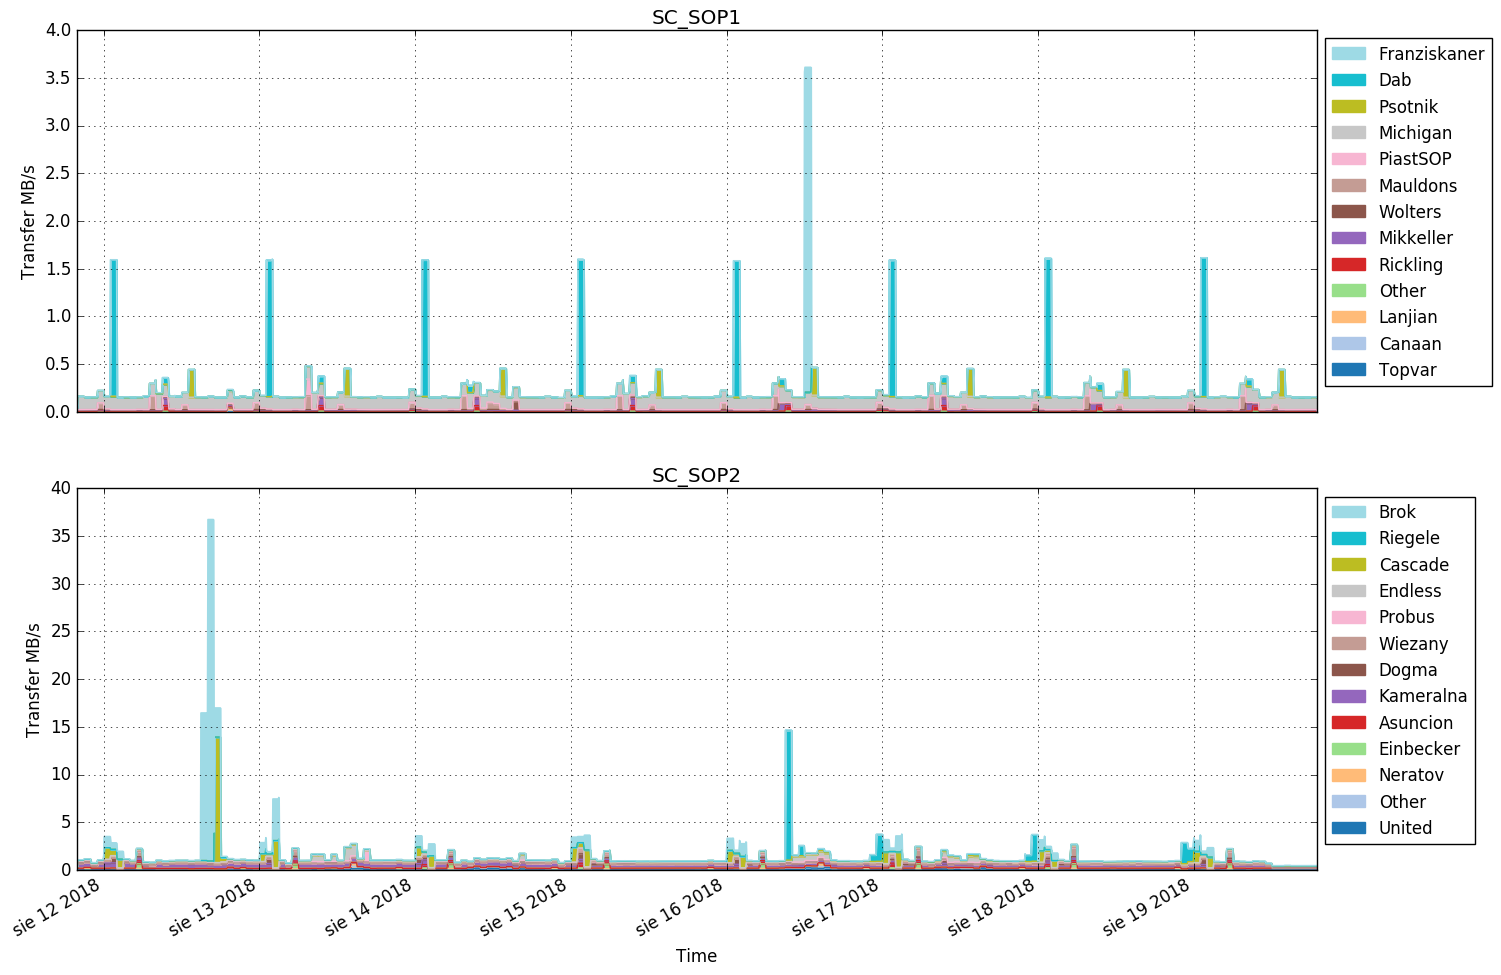 SC_SOP1
4.0
3.5
3.0
2.5
2.0
1.5
1.0
0.5
0.0
Transfer MB/s
Franziskaner
Dab
Psotnik
Michigan
PiastSOP
Mauldons
Wolters
Mikkeller
Rickling
Other
Lanjian
Canaan
Topvar
SC_SOP2
40
35
30
25
20
15
10
5
0
Transfer MB/s
Brok
Riegele
Cascade
Endless
Probus
Wiezany
Dogma
Kameralna
Asuncion
Einbecker
Neratov
Other
United
sie 12 2018
sie 13 2018
sie 14 2018
sie 15 2018
sie 16 2018
sie 17 2018
sie 18 2018
sie 19 2018
Time